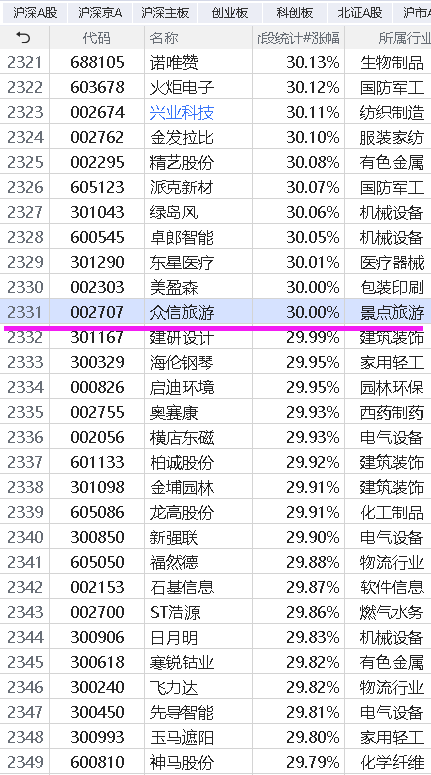 沪深A股 沪深京A 沪深主板 创业板 科创板 北证A股 沪市A
代码 名称 段统计#涨幅 所属行业
2321 688105 诺唯赞 30.13% 生物制品
2322 603678 火炬电子 30.12% 国防军工
2323 002674 兴业科技 30.11% 纺织制造
2324 002762 金发拉比 30.10% 服装家纺
2325 002295 精艺股份 30.08% 有色金属
2326 605123 派克新材 30.07% 国防军工
2327 301043 绿岛风 30.06% 机械设备
2328 600545 卓郎智能 30.05% 机械设备
2329 301290 东星医疗 30.01% 医疗器械
2330 002303 美盈森 30.00% 包装印刷
2331 002707 众信旅游 30.00% 景点旅游
2332 301167 建研设计 29.99% 建筑装饰
2333 300329 海伦钢琴 29.95% 家用轻工
2334 000826 启迪环境 29.95% 园林环保
2335 002755 奥赛康 29.93% 西药制药
2336 002056 横店东磁 29.93% 电气设备
2337 601133 柏诚股份 29.92% 建筑装饰
2338 301098 金埔园林 29.91% 建筑装饰
2339 605086 龙高股份 29.91% 化工制品
2340 300850 新强联 29.90% 电气设备
2341 605050 福然德 29.88% 物流行业
2342 002153 石基信息 29.87% 软件信息
2343 002700 ST浩源 29.86% 燃气水务
2344 300906 日月明 29.83% 机械设备
2345 300618 寒锐钴业 29.82% 有色金属
2346 300240 飞力达 29.82% 物流行业
2347 300450 先导智能 29.81% 电气设备
2348 300993 玉马遮阳 29.80% 家用轻工
2349 600810 神马股份 29.79% 化学纤维